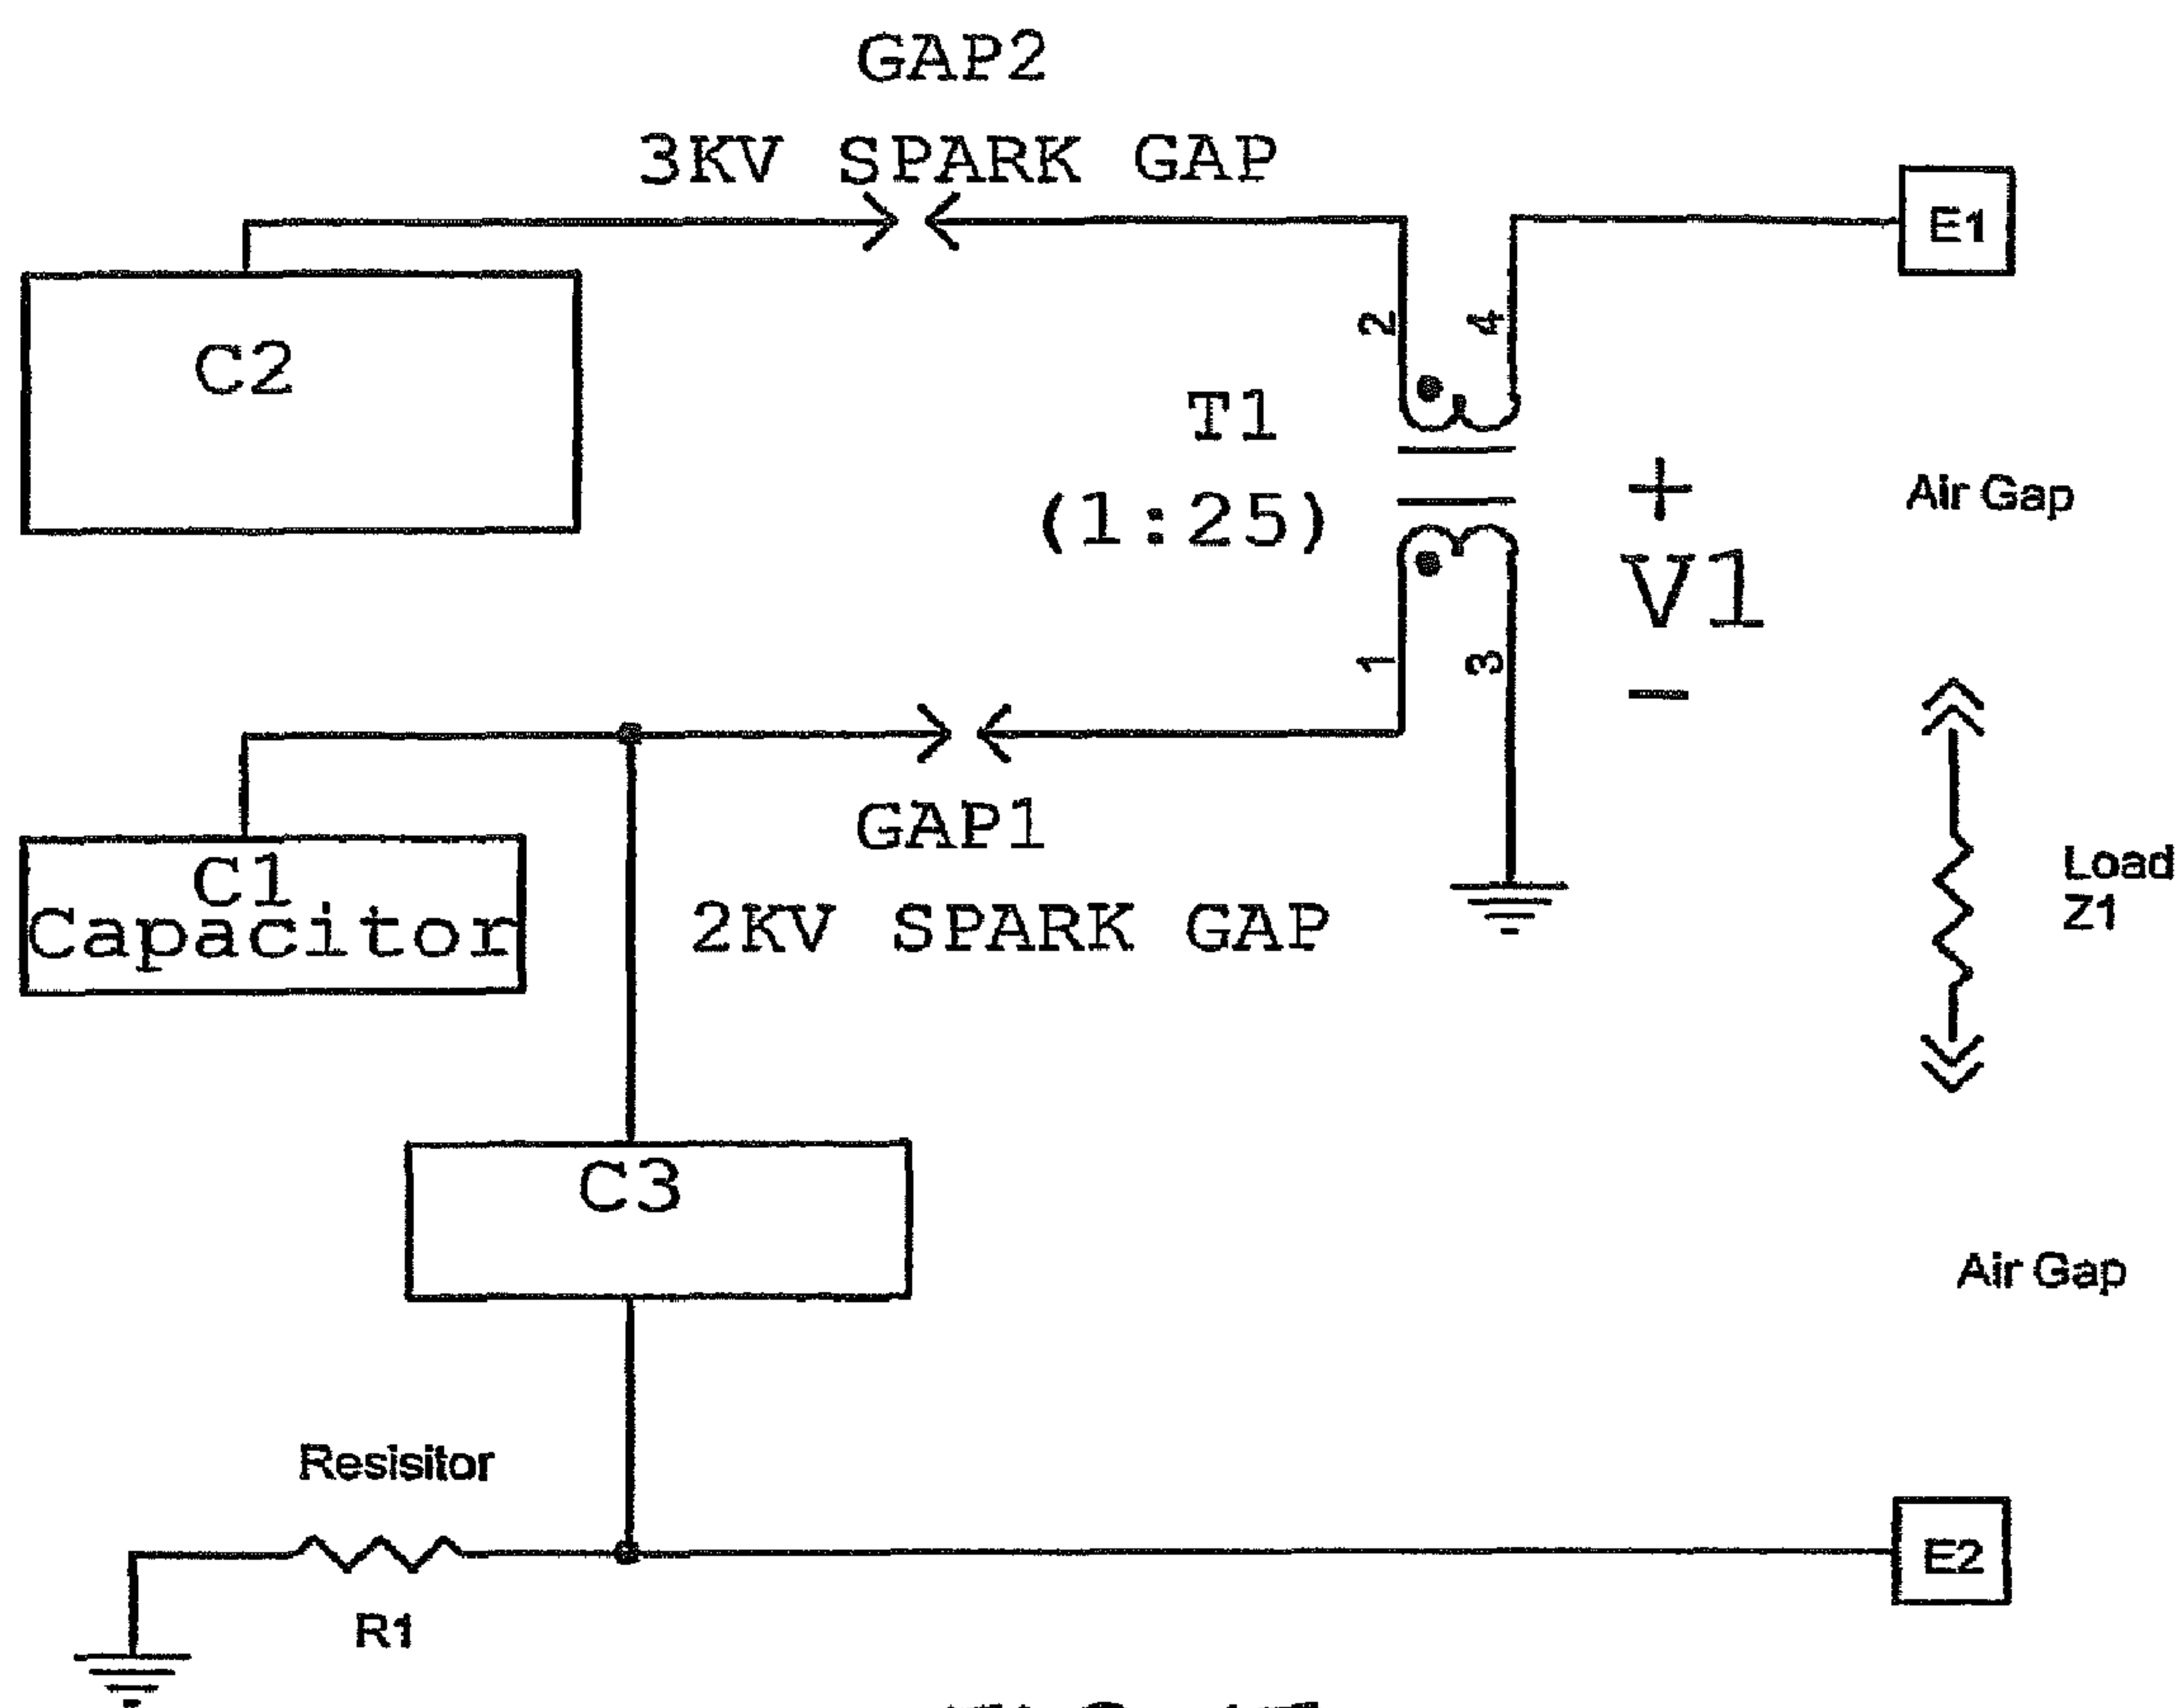 GAP2
3KV SPARK GAP
E1
C2
2
4
T1
(1:25)
+
V1
−
Air Gap
1
3
C1
Capacitor
GAP1
2KV SPARK GAP
Load
Z1
C3
Air Gap
Resisitor
R1
E2